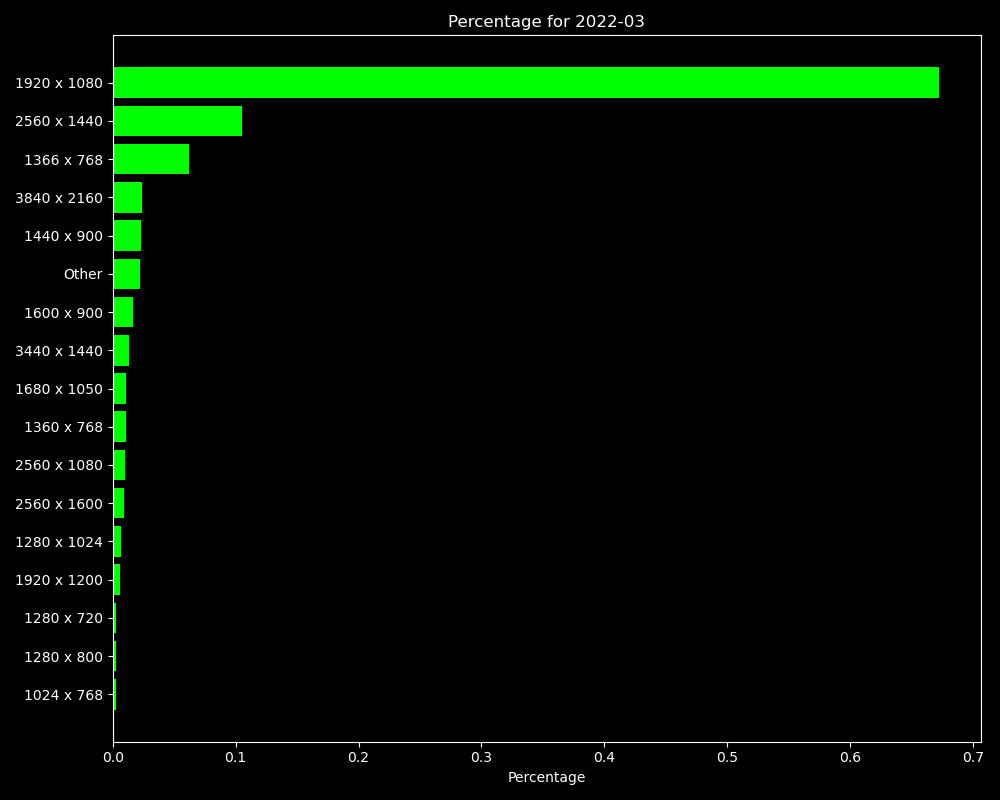 Percentage for 2022-03
1920 x 1080
2560 x 1440
1366 x 768
3840 x 2160
1440 x 900
Other
1600 x 900
3440 x 1440
1680 x 1050
1360 x 768
2560 x 1080
2560 x 1600
1280 x 1024
1920 x 1200
1280 x 720
1280 x 800
1024 x 768
0.0 0.1 0.2 0.3 0.4 0.5 0.6 0.7
Percentage